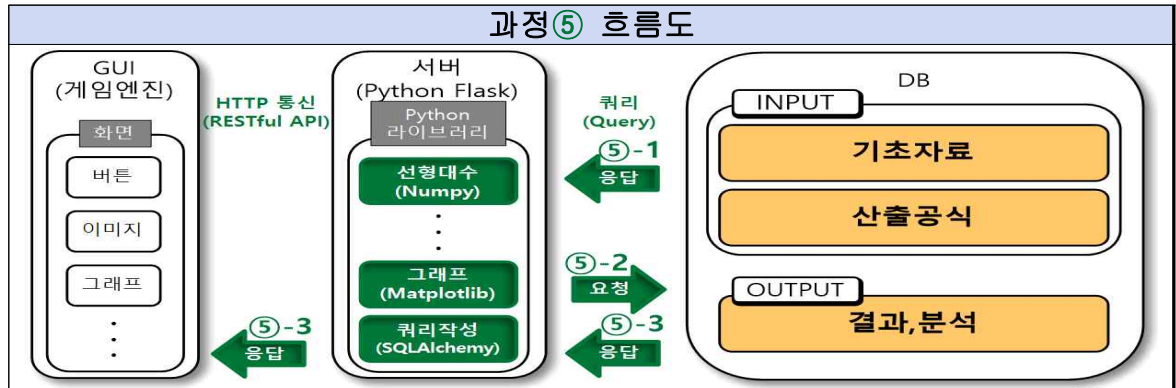 과정⑤ 흐름도
GUI
(게임엔진)
화면
버튼
이미지
그래프
HTTP 통신
(RESTful API)
⑤-3
응답
서버
(Python Flask)
Python
라이브러리
선형대수
(Numpy)
그래프
(Matplotlib)
쿼리작성
(SQLAlchemy)
쿼리
(Query)
⑤-1
응답
⑤-2
요청
⑤-3
응답
DB
INPUT
기초자료
산출공식
OUTPUT
결과,분석